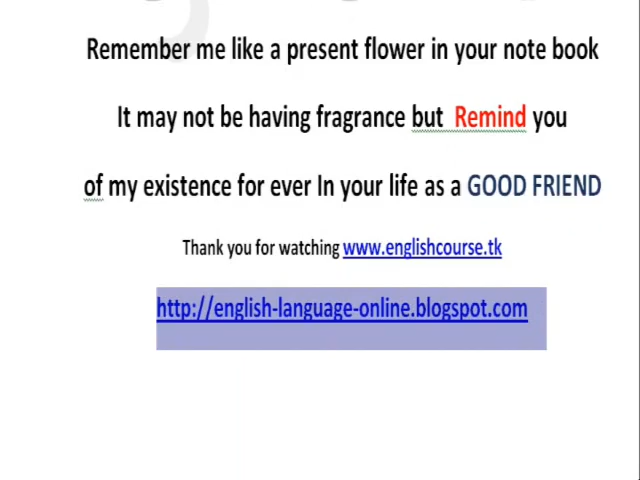 Remember me like a present flower in your note book
It may not be having fragrance but Remind you
of my existence for ever In your life as a GOOD FRIEND
Thank you for watching www.englishcourse.tk
http://english-language-online.blogspot.com